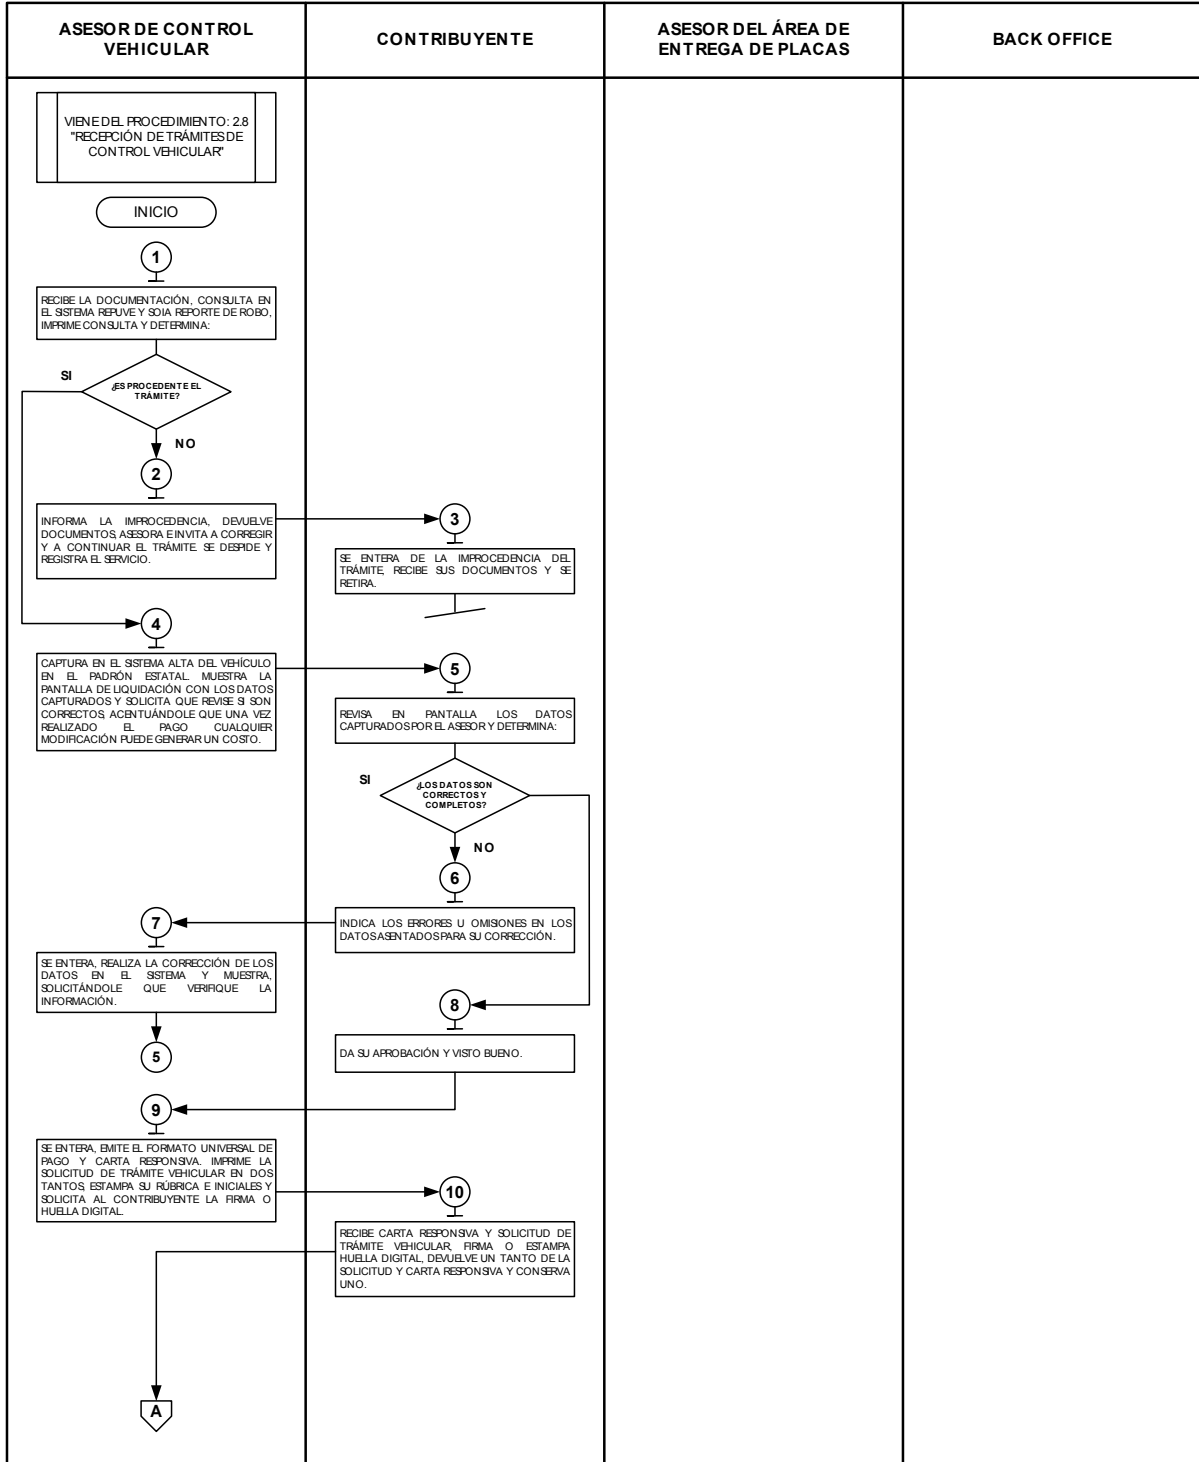 ASESOR DE CONTROL
VEHICULAR
CONTRIBUYENTE
ASESOR DEL ÁREA DE
ENTREGA DE PLACAS
BACK OFFICE
VIENE DEL PROCEDIMIENTO: 2.8
"RECEPCIÓN DE TRÁMITES DE
CONTROL VEHICULAR"
INICIO
1
RECIBE LA DOCUMENTACIÓN, CONSULTA EN
EL SISTEMA REPUVE Y SOIA REPORTE DE ROBO,
IMPRIME CONSULTA Y DETERMINA:
SI
¿ES PROCEDENTE EL
TRÁMITE?
NO
2
INFORMA LA IMPROCEDENCIA, DEVUELVE
DOCUMENTOS, ASESORA E INVITA A CORREGIR
Y A CONTINUAR EL TRÁMITE. SE DESPIDE Y
REGISTRA EL SERVICIO.
3
SE ENTERA DE LA IMPROCEDENCIA DEL
TRÁMITE, RECIBE SUS DOCUMENTOS Y SE
RETIRA.
4
CAPTURA EN EL SISTEMA ALTA DEL VEHÍCULO
EN EL PADRÓN ESTATAL. MUESTRA LA
PANTALLA DE LIQUIDACIÓN CON LOS DATOS
CAPTURADOS Y SOLICITA QUE REVISE SI SON
CORRECTOS, ACENTUÁNDOLE QUE UNA VEZ
REALIZADO EL PAGO CUALQUIER
MODIFICACIÓN PUEDE GENERAR UN COSTO.
5
REVISA EN PANTALLA LOS DATOS
CAPTURADOS POR EL ASESOR Y DETERMINA:
SI
¿LOS DATOS SON
CORRECTOS Y
COMPLETOS?
NO
6
INDICA LOS ERRORES U OMISIONES EN LOS
DATOS ASENTADOS PARA SU CORRECCIÓN.
7
SE ENTERA, REALIZA LA CORRECCIÓN DE LOS
DATOS EN EL SISTEMA Y MUESTRA,
SOLICITÁNDOLE QUE VERIFIQUE LA
INFORMACIÓN.
5
8
DA SU APROBACIÓN Y VISTO BUENO.
9
SE ENTERA, EMITE EL FORMATO UNIVERSAL DE
PAGO Y CARTA RESPONSIVA. IMPRIME LA
SOLICITUD DE TRÁMITE VEHICULAR EN DOS
TANTOS, ESTAMPA SU RÚBRICA E INICIALES Y
SOLICITA AL CONTRIBUYENTE LA FIRMA O
HUELLA DIGITAL.
10
RECIBE CARTA RESPONSIVA Y SOLICITUD DE
TRÁMITE VEHICULAR, FIRMA O ESTAMPA
HUELLA DIGITAL, DEVUELVE UN TANTO DE LA
SOLICITUD Y CARTA RESPONSIVA Y CONSERVA
UNO.
A